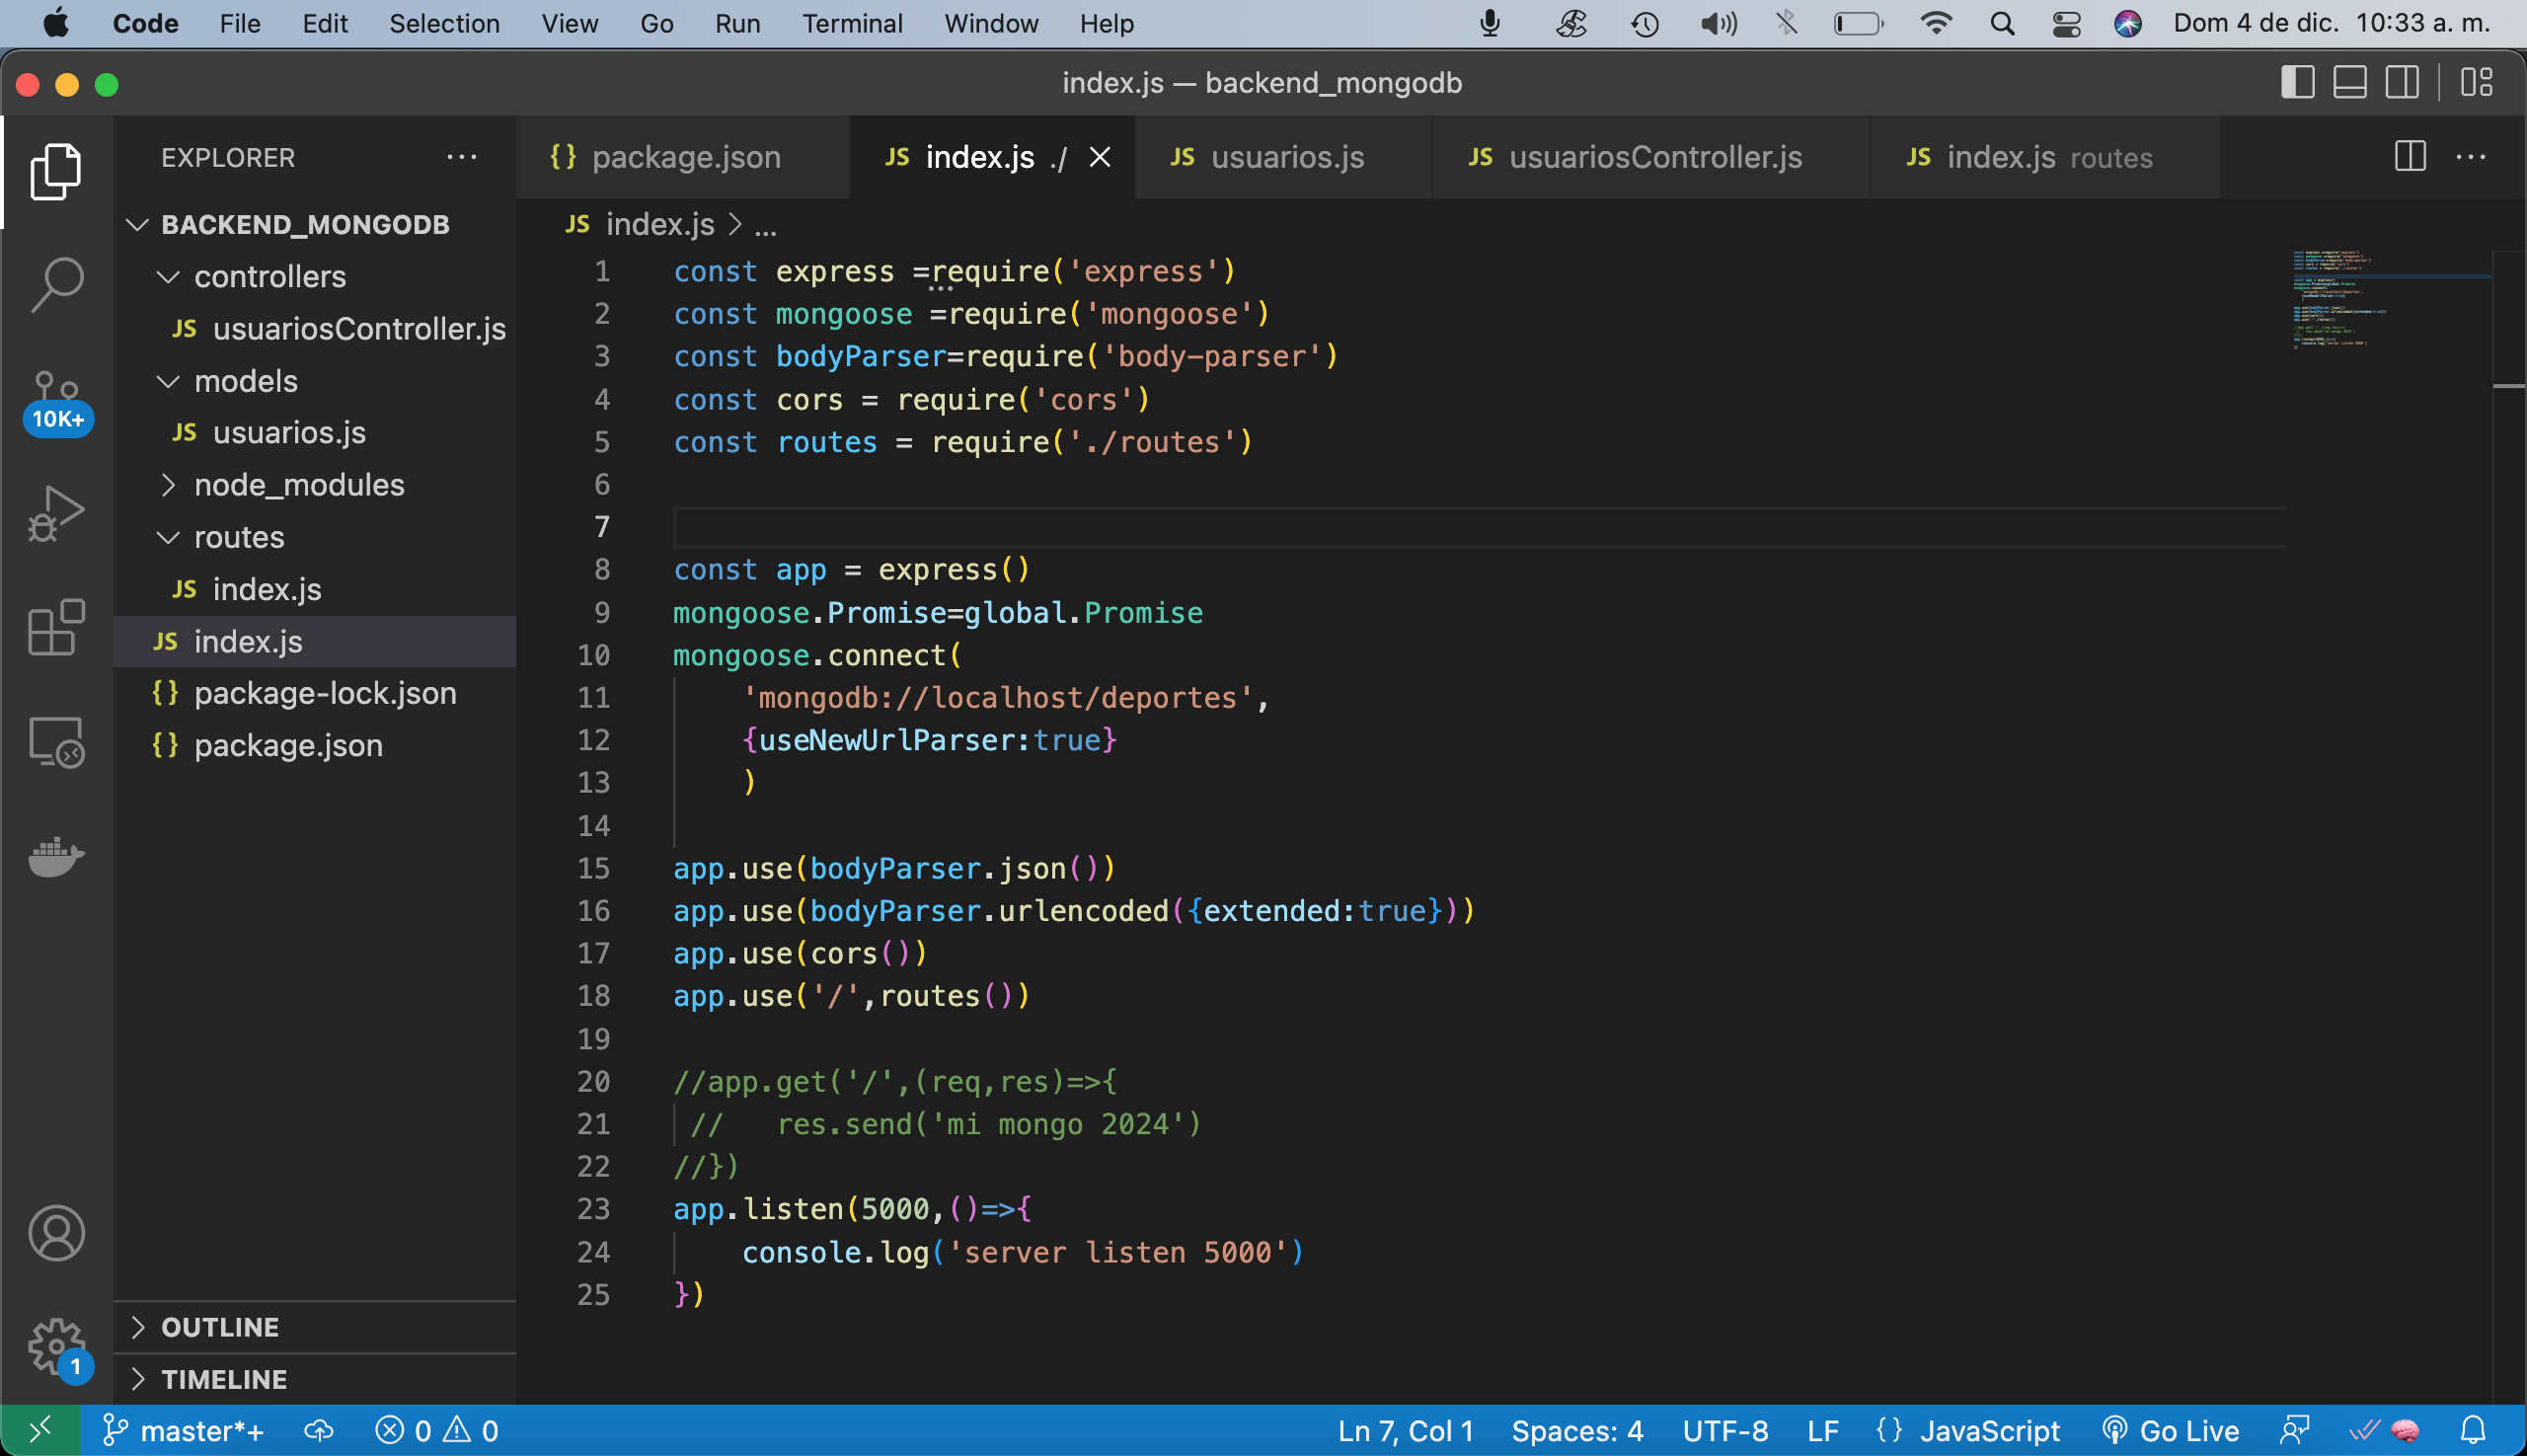 Code File Edit Selection View Go Run Terminal Window Help Dom 4 de dic. 10:33 a. m.
index.js — backend_mongodb
EXPLORER
{} package.json JS index.js ./ JS usuarios.js JS usuariosController.js JS index.js routes
BACKEND_MONGODB
controllers
JS usuariosController.js
models
JS usuarios.js
node_modules
routes
JS index.js
JS index.js
{} package-lock.json
{} package.json
OUTLINE
TIMELINE
10K+
1
JS index.js > ...
1 const express =require('express')
2 const mongoose =require('mongoose')
3 const bodyParser=require('body-parser')
4 const cors = require('cors')
5 const routes = require('./routes')
6
7
8 const app = express()
9 mongoose.Promise=global.Promise
10 mongoose.connect(
11 'mongodb://localhost/deportes',
12 {useNewUrlParser:true}
13 )
14
15 app.use(bodyParser.json())
16 app.use(bodyParser.urlencoded({extended:true}))
17 app.use(cors())
18 app.use('/',routes())
19
20 //app.get('/',(req,res)=>{
21 // res.send('mi mongo 2024')
22 //})
23 app.listen(5000,()=>{
24 console.log('server listen 5000')
25 })
master*+ 0 0 Ln 7, Col 1 Spaces: 4 UTF-8 LF {} JavaScript Go Live